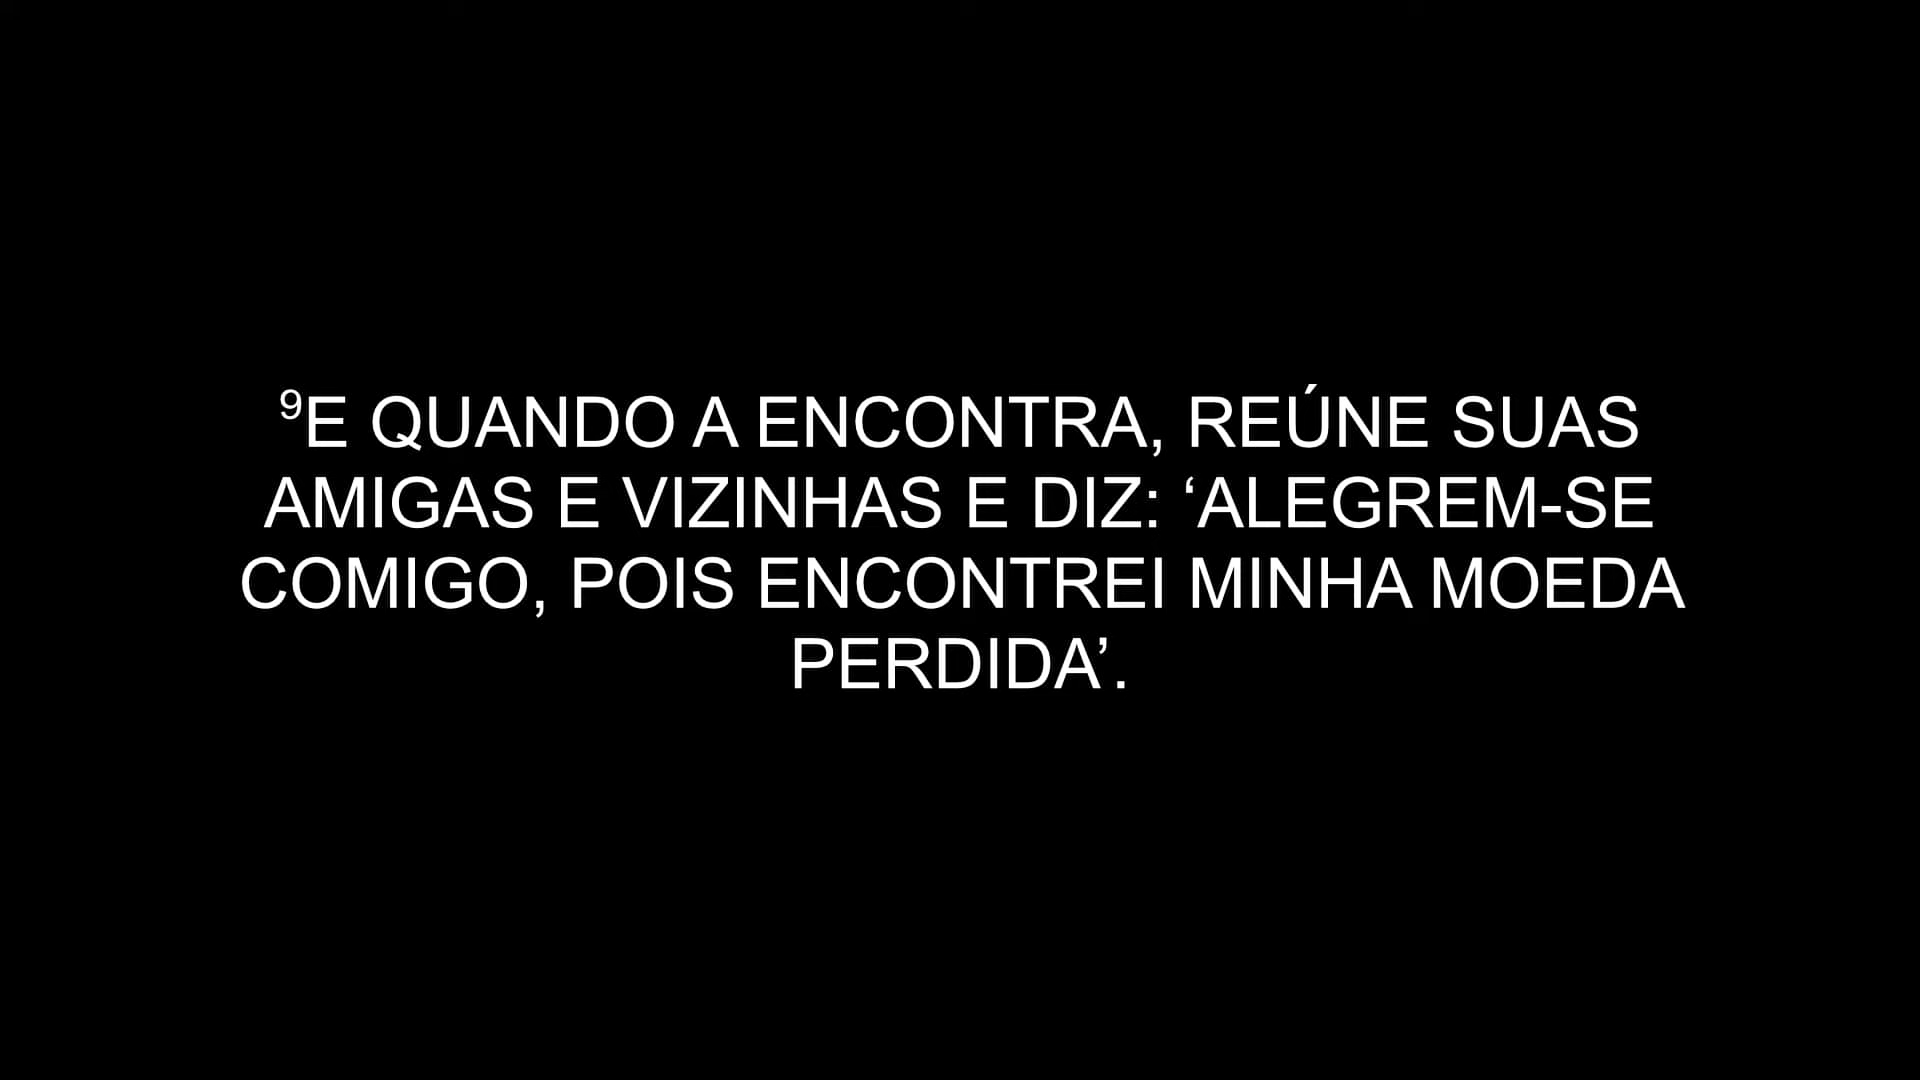 ⁹E QUANDO A ENCONTRA, REÚNE SUAS
AMIGAS E VIZINHAS E DIZ: ‘ALEGREM-SE
COMIGO, POIS ENCONTREI MINHA MOEDA
PERDIDA’.